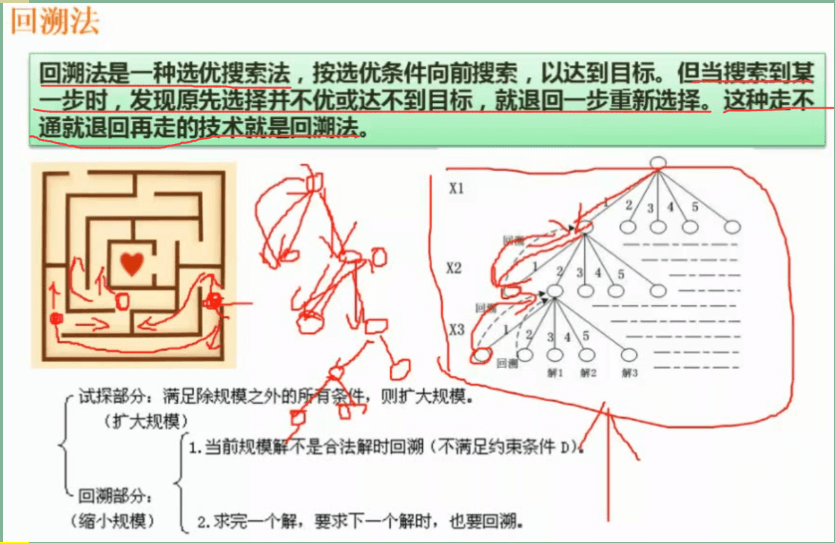 回溯法
回溯法是一种选优搜索法，按选优条件向前搜索，以达到目标。但当搜索到某
一步时，发现原先选择并不优或达不到目标，就退回一步重新选择。这种走不
通就退回再走的技术就是回溯法。
X1
1 2 3 4 5
回溯
X2
1 2 3 4 5
回溯
X3
1 2 3 4 5
回溯 解1 解2 解3
试探部分：满足除规模之外的所有条件，则扩大规模。
（扩大规模）
1.当前规模解不是合法解时回溯（不满足约束条件 D）。
回溯部分：
（缩小规模）
2.求完一个解，要求下一个解时，也要回溯。